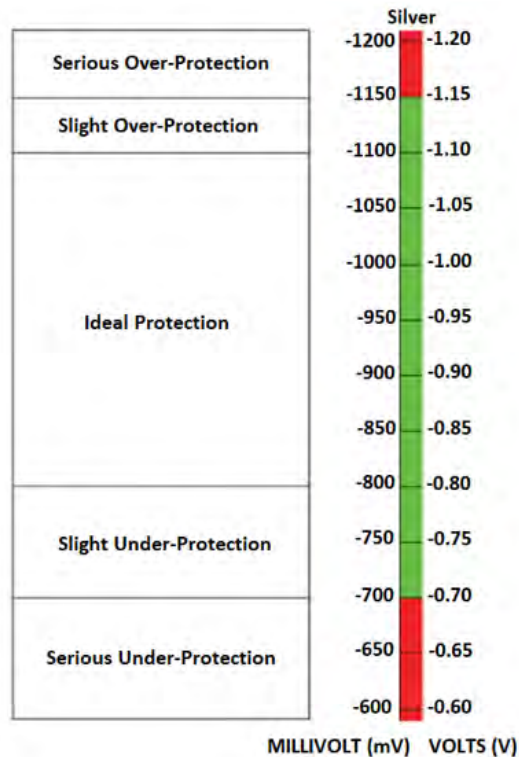 Silver
-1200 -1.20
Serious Over-Protection
-1150 -1.15
Slight Over-Protection
-1100 -1.10
-1050 -1.05
-1000 -1.00
Ideal Protection
-950 -0.95
-900 -0.90
-850 -0.85
-800 -0.80
Slight Under-Protection
-750 -0.75
-700 -0.70
Serious Under-Protection
-650 -0.65
-600 -0.60
MILLIVOLT (mV) VOLTS (V)